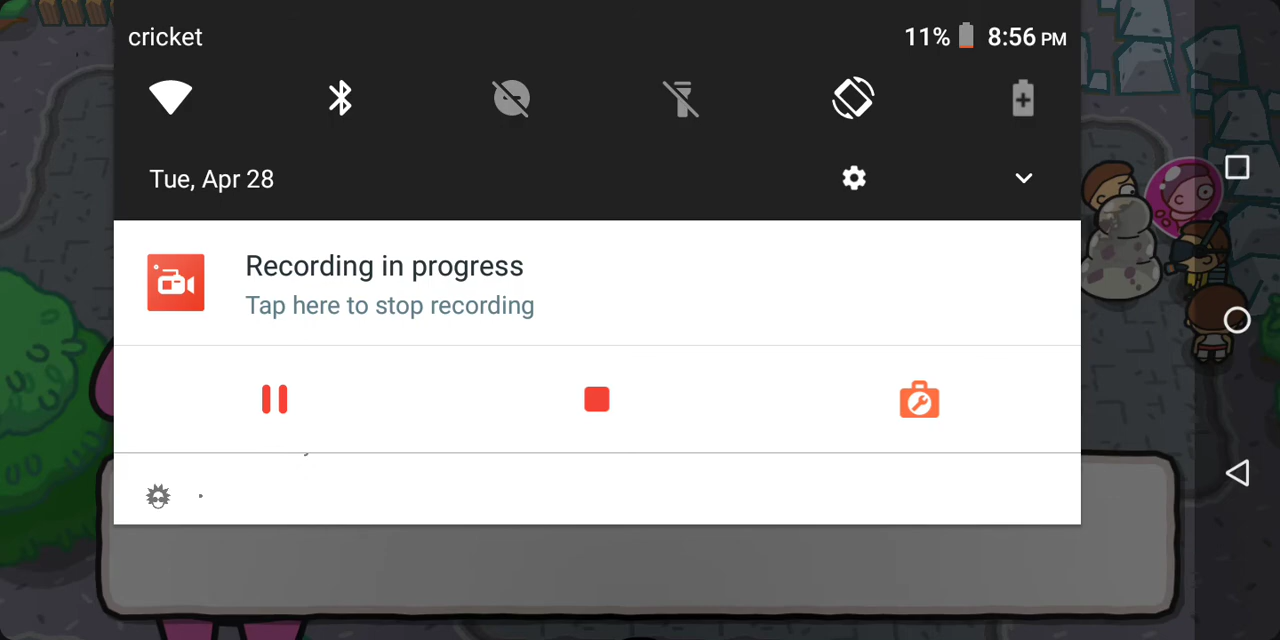 cricket
11% 8:56 PM
Tue, Apr 28
Recording in progress
Tap here to stop recording